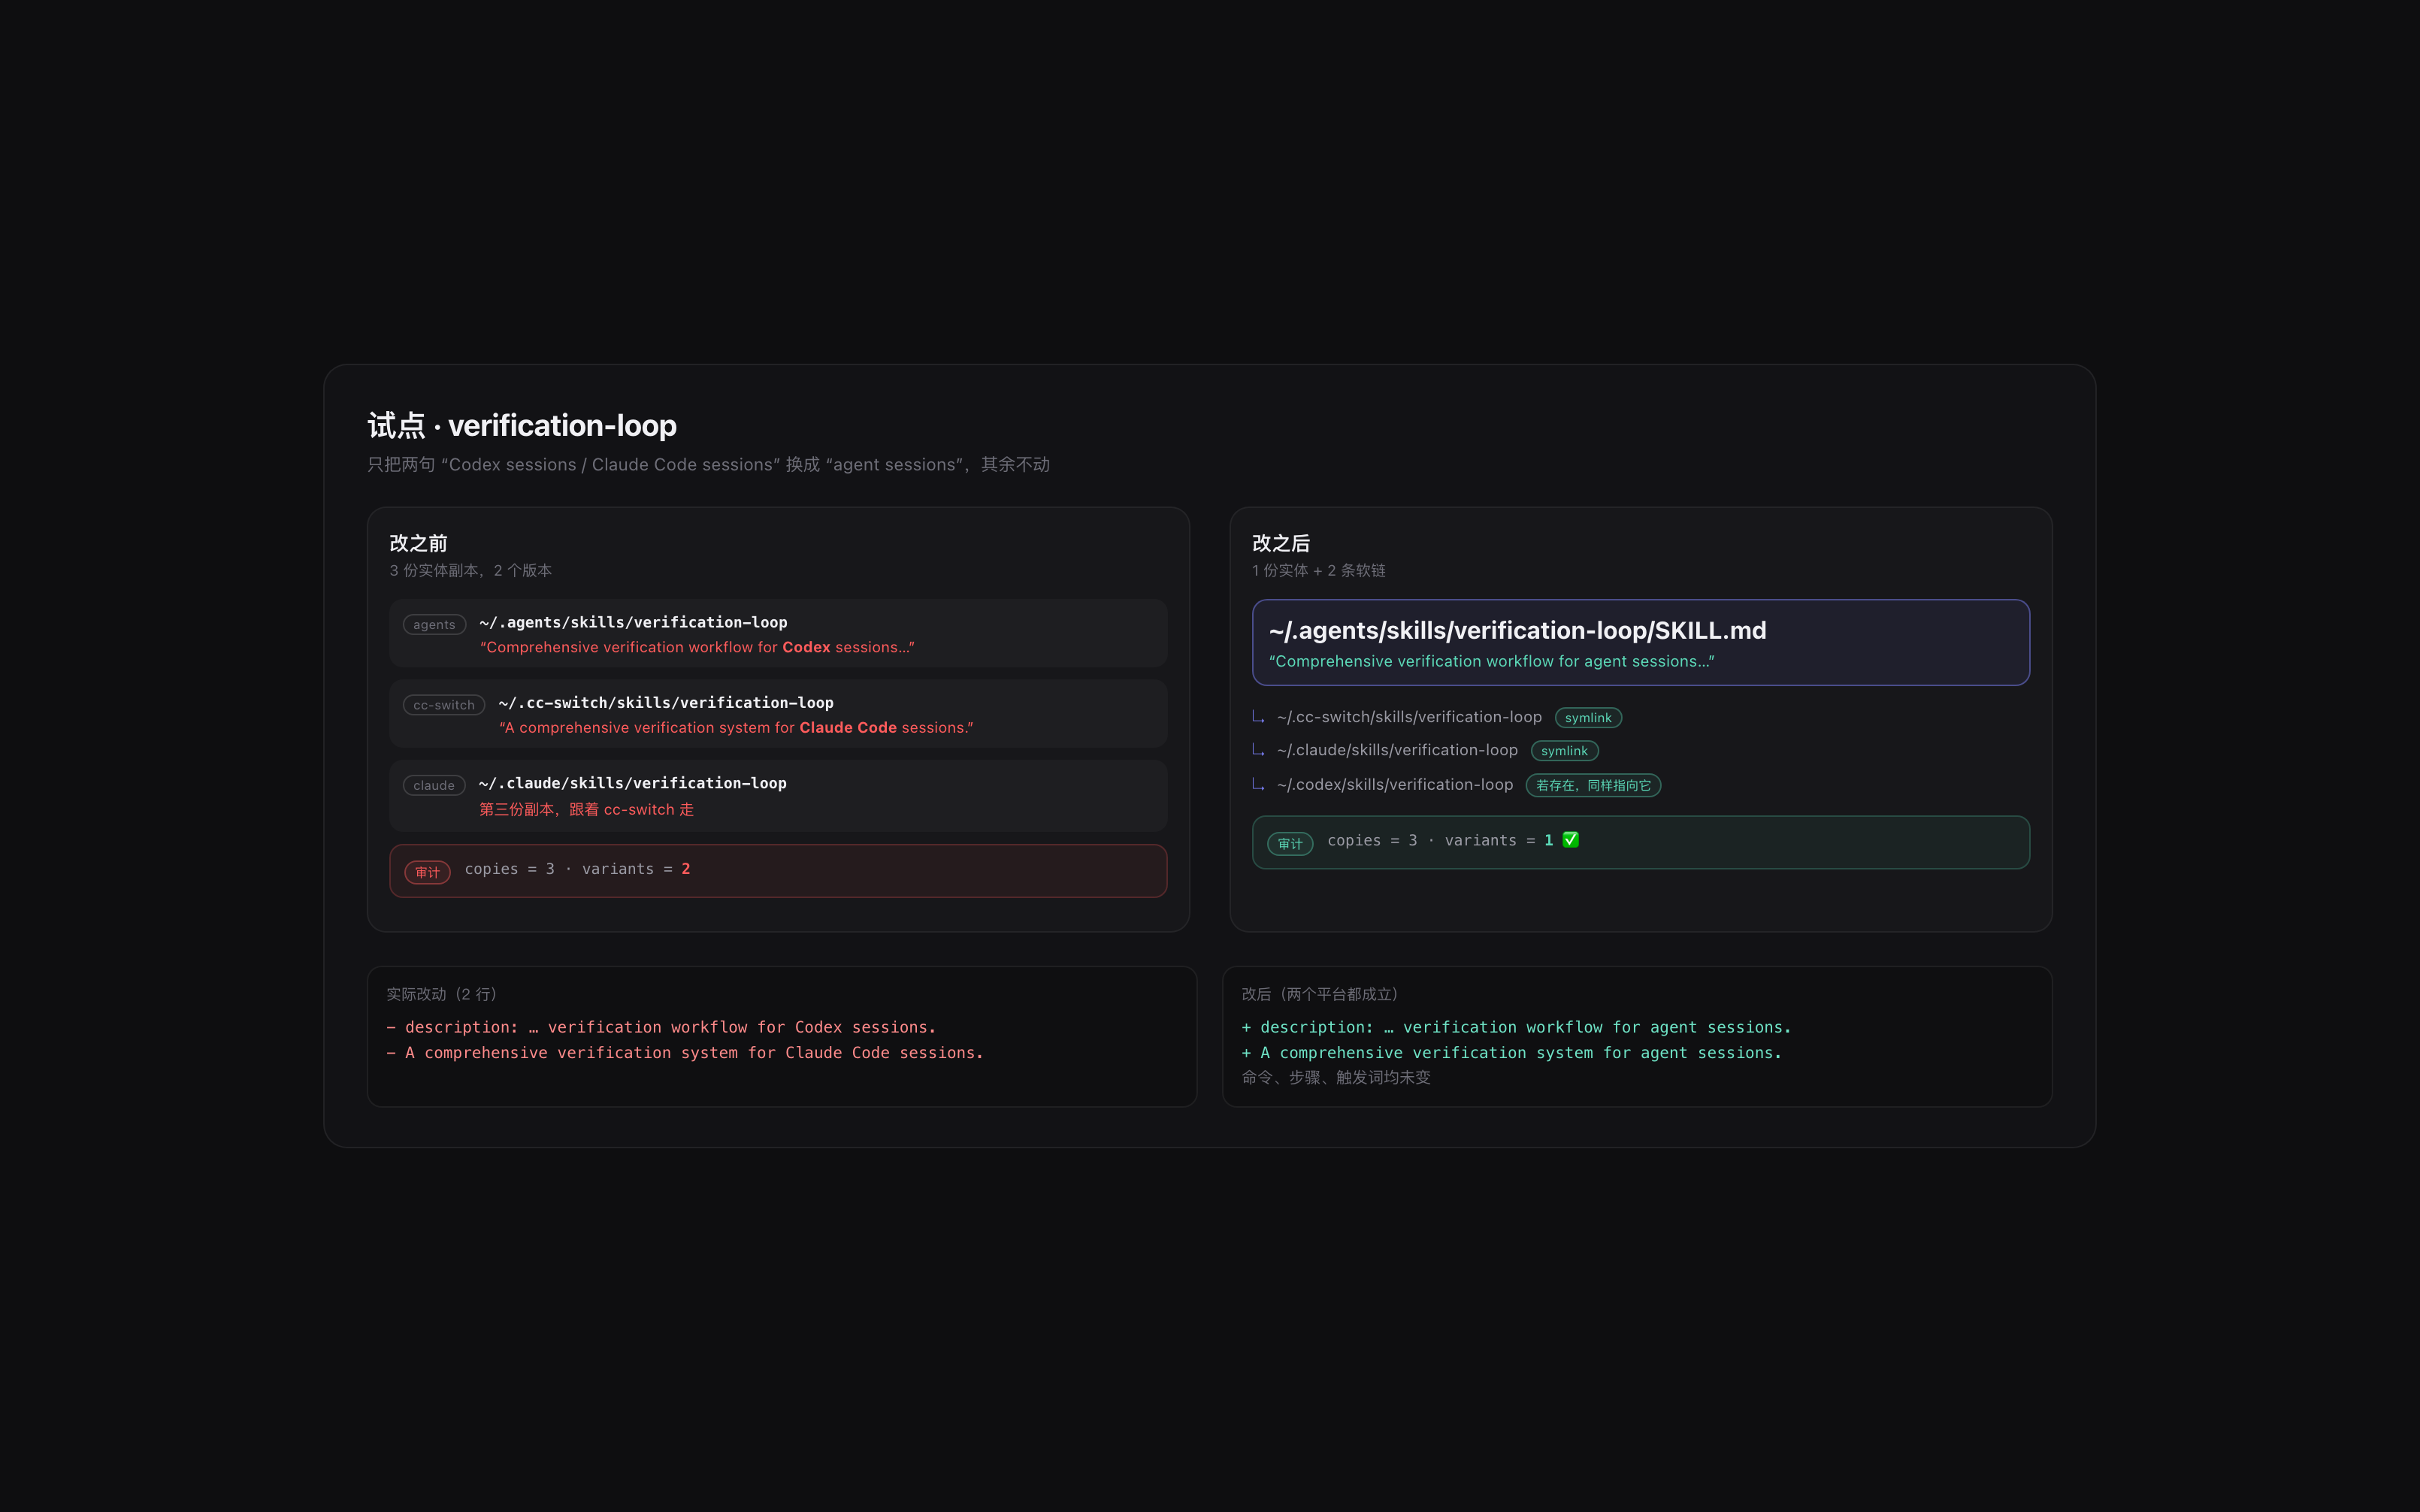 试点 · verification-loop
只把两句 “Codex sessions / Claude Code sessions” 换成 “agent sessions”，其余不动
改之前
3 份实体副本，2 个版本
agents ~/.agents/skills/verification-loop
“Comprehensive verification workflow for Codex sessions…”
cc-switch ~/.cc-switch/skills/verification-loop
“A comprehensive verification system for Claude Code sessions.”
claude ~/.claude/skills/verification-loop
第三份副本，跟着 cc-switch 走
审计 copies = 3 · variants = 2
改之后
1 份实体 + 2 条软链
~/.agents/skills/verification-loop/SKILL.md
“Comprehensive verification workflow for agent sessions…”
~/.cc-switch/skills/verification-loop symlink
~/.claude/skills/verification-loop symlink
~/.codex/skills/verification-loop 若存在，同样指向它
审计 copies = 3 · variants = 1 ✅
实际改动（2 行）
− description: … verification workflow for Codex sessions.
− A comprehensive verification system for Claude Code sessions.
改后（两个平台都成立）
+ description: … verification workflow for agent sessions.
+ A comprehensive verification system for agent sessions.
命令、步骤、触发词均未变